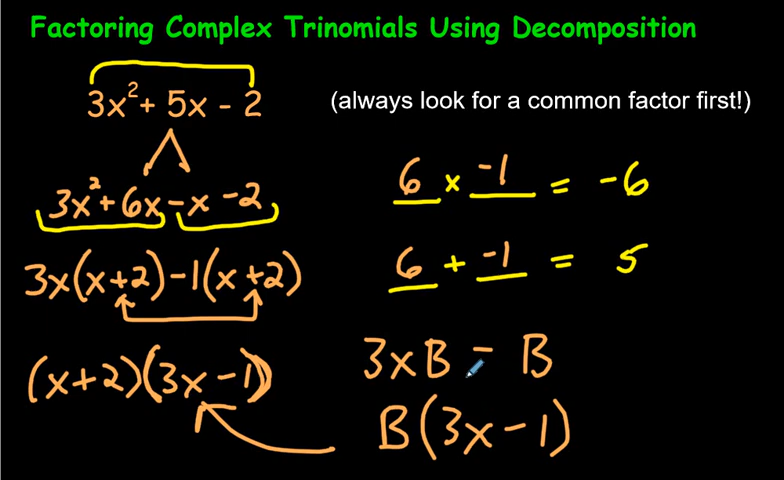 Factoring Complex Trinomials Using Decomposition
3x² + 5x - 2
(always look for a common factor first!)
3x² + 6x - x - 2
6 x -1 = -6
3x(x+2) - 1(x+2)
6 + -1 = 5
(x+2)(3x-1)
3xB - B
B(3x-1)